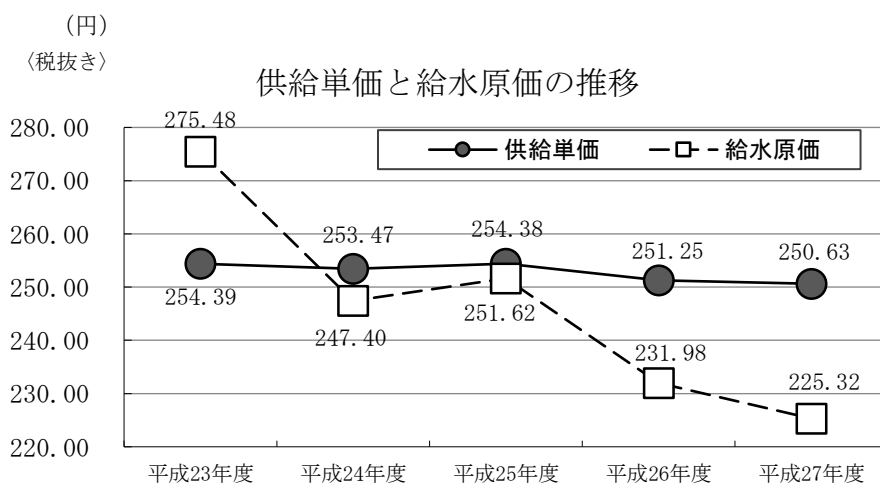 （円）
〈税抜き〉
供給単価と給水原価の推移
280.00
270.00
260.00
250.00
240.00
230.00
220.00
供給単価
給水原価
275.48
254.39
253.47
247.40
254.38
251.62
251.25
231.98
250.63
225.32
平成23年度
平成24年度
平成25年度
平成26年度
平成27年度